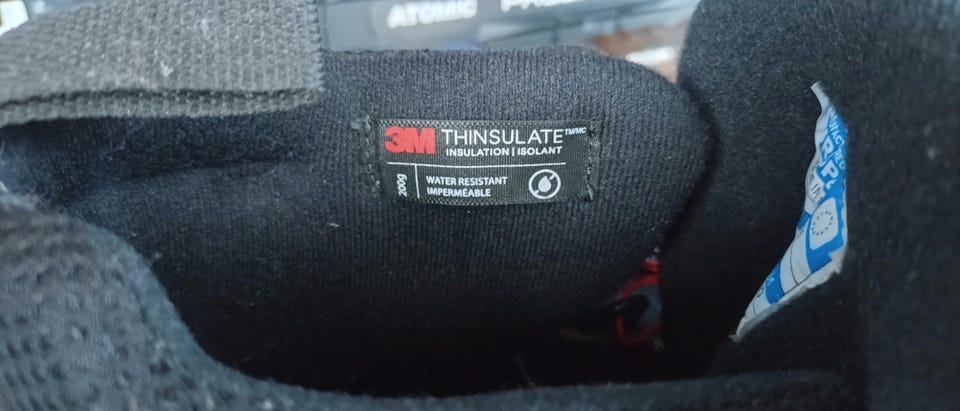 ATOMIC
3M THINSULATE™/MC
INSULATION | ISOLANT
200g
WATER RESISTANT
IMPERMÉABLE